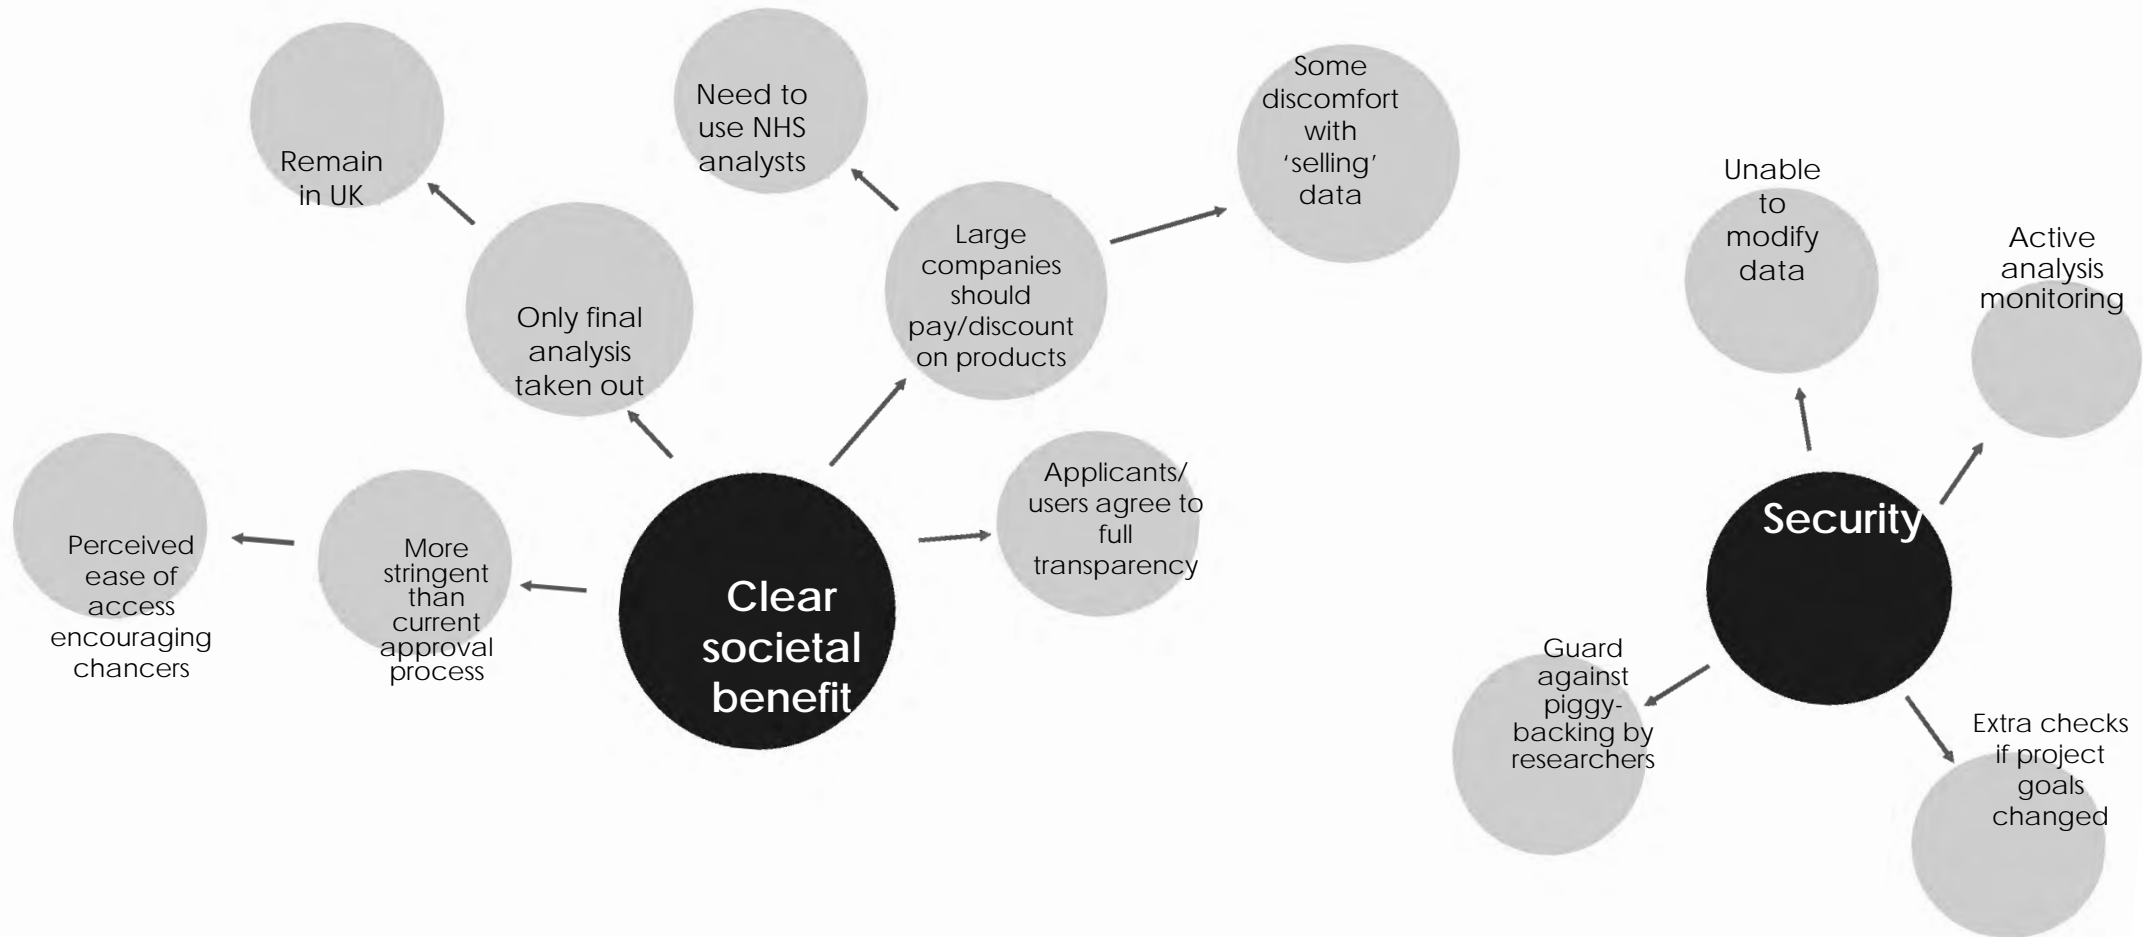 Remain
in UK
Need to
use NHS
analysts
Some
discomfort
with
‘selling’
data
Only final
analysis
taken out
Large
companies
should
pay/discount
on products
Perceived
ease of
access
encouraging
chancers
More
stringent
than
current
approval
process
Clear
societal
benefit
Applicants/
users agree to
full
transparency
Unable
to
modify
data
Active
analysis
monitoring
Security
Guard
against
piggy-
backing by
researchers
Extra checks
if project
goals
changed